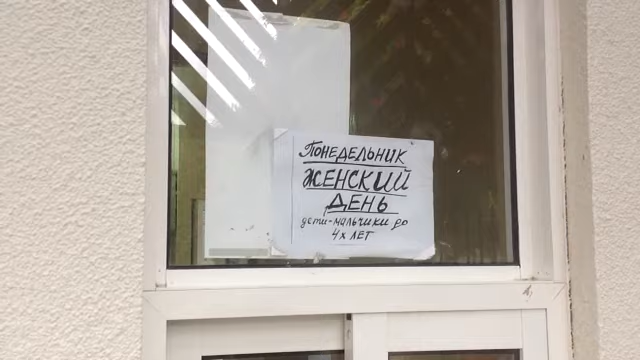 ПОНЕДЕЛЬНИК
ЖЕНСКИЙ
ДЕНЬ
дети-мальчики до
4х ЛЕТ